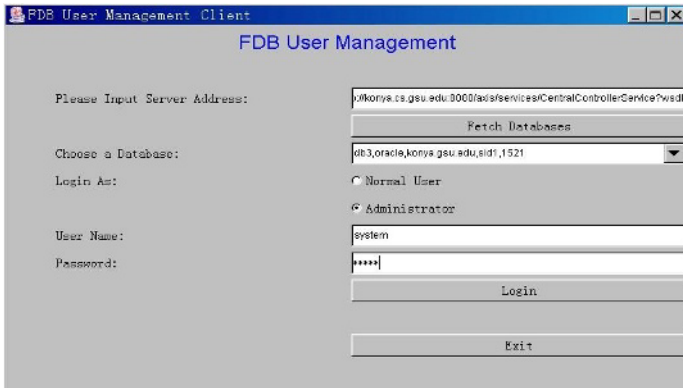 FDB User Management Client
FDB User Management
Please Input Server Address:
://konya.cs.gsu.edu:8080/axis/services/CentralControllerService?wsdl
Fetch Databases
Choose a Database:
db3,oracle,konya.gsu.edu,sid1,1521
Login As:
Normal User
Administrator
User Name:
system
Password:
*****
Login
Exit